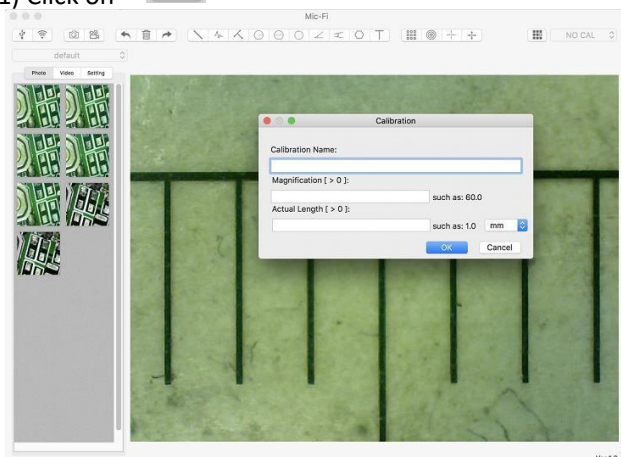 1) Click on
Mic-Fi
NO CAL
default
Photo Video Setting
Calibration
Calibration Name:
Magnification [ > 0 ]:
such as: 60.0
Actual Length [ > 0 ]:
such as: 1.0 mm
OK Cancel